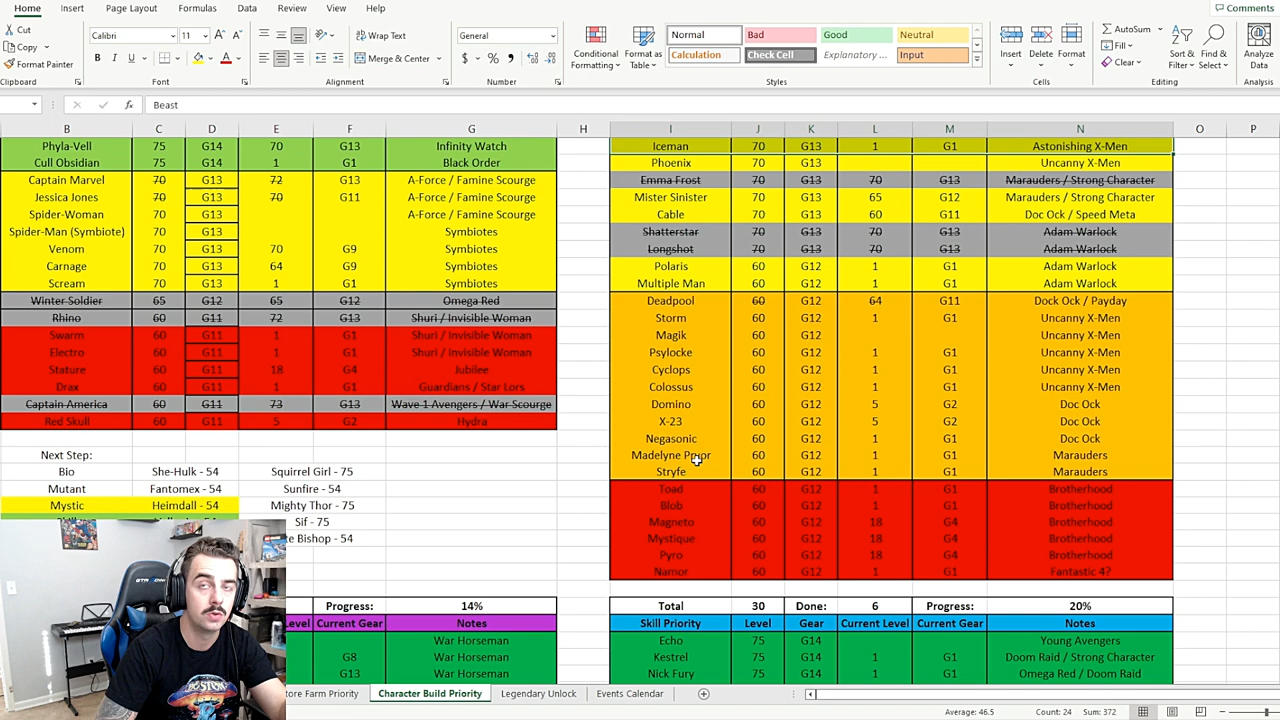 Home Insert Page Layout Formulas Data Review View Help Comments
Cut
Copy
Format Painter
Calibri 11
Wrap Text
Merge & Center
General
Conditional Formatting
Format as Table
Normal Bad Good Neutral
Calculation Check Cell Explanatory ... Input
Insert Delete Format
AutoSum
Fill
Clear
Sort & Filter
Find & Select
Analyze Data
Clipboard Font Alignment Number Styles Cells Editing Analysis
fx Beast
B C D E F G H I J K L M N O P
Phyla-Vell 75 G14 70 G13 Infinity Watch
Cull Obsidian 75 G14 1 G1 Black Order
Captain Marvel 70 G13 72 G13 A-Force / Famine Scourge
Jessica Jones 70 G13 70 G11 A-Force / Famine Scourge
Spider-Woman 70 G13 A-Force / Famine Scourge
Spider-Man (Symbiote) 70 G13 Symbiotes
Venom 70 G13 70 G9 Symbiotes
Carnage 70 G13 64 G9 Symbiotes
Scream 70 G13 1 G1 Symbiotes
Winter Soldier 65 G12 65 G12 Omega Red
Rhino 60 G11 72 G13 Shuri / Invisible Woman
Swarm 60 G11 1 G1 Shuri / Invisible Woman
Electro 60 G11 1 G1 Shuri / Invisible Woman
Stature 60 G11 18 G4 Jubilee
Drax 60 G11 1 G1 Guardians / Star Lors
Captain America 60 G11 73 G13 Wave 1 Avengers / War Scourge
Red Skull 60 G11 5 G2 Hydra
Next Step:
Bio She-Hulk - 54 Squirrel Girl - 75
Mutant Fantomex - 54 Sunfire - 54
Mystic Heimdall - 54 Mighty Thor - 75
Sif - 75
Bishop - 54
Progress: 14%
Level Current Gear Notes
War Horseman
G8 War Horseman
G13 War Horseman
Iceman 70 G13 1 G1 Astonishing X-Men
Phoenix 70 G13 Uncanny X-Men
Emma Frost 70 G13 70 G13 Marauders / Strong Character
Mister Sinister 70 G13 65 G12 Marauders / Strong Character
Cable 70 G13 60 G11 Doc Ock / Speed Meta
Shatterstar 70 G13 70 G13 Adam Warlock
Longshot 70 G13 70 G13 Adam Warlock
Polaris 60 G12 1 G1 Adam Warlock
Multiple Man 60 G12 1 G1 Adam Warlock
Deadpool 60 G12 64 G11 Dock Ock / Payday
Storm 60 G12 1 G1 Uncanny X-Men
Magik 60 G12 Uncanny X-Men
Psylocke 60 G12 1 G1 Uncanny X-Men
Cyclops 60 G12 1 G1 Uncanny X-Men
Colossus 60 G12 1 G1 Uncanny X-Men
Domino 60 G12 5 G2 Doc Ock
X-23 60 G12 5 G2 Doc Ock
Negasonic 60 G12 1 G1 Doc Ock
Madelyne Pryor 60 G12 1 G1 Marauders
Stryfe 60 G12 1 G1 Marauders
Toad 60 G12 1 G1 Brotherhood
Blob 60 G12 1 G1 Brotherhood
Magneto 60 G12 18 G4 Brotherhood
Mystique 60 G12 18 G4 Brotherhood
Pyro 60 G12 18 G4 Brotherhood
Namor 60 G12 1 G1 Fantastic 4?
Total 30 Done: 6 Progress: 20%
Skill Priority Level Gear Current Level Current Gear Notes
Echo 75 G14 Young Avengers
Kestrel 75 G14 1 G1 Doom Raid / Strong Character
Nick Fury 75 G14 1 G1 Omega Red / Doom Raid
Farm Priority Character Build Priority Legendary Unlock Events Calendar
Average: 46.5 Count: 24 Sum: 372